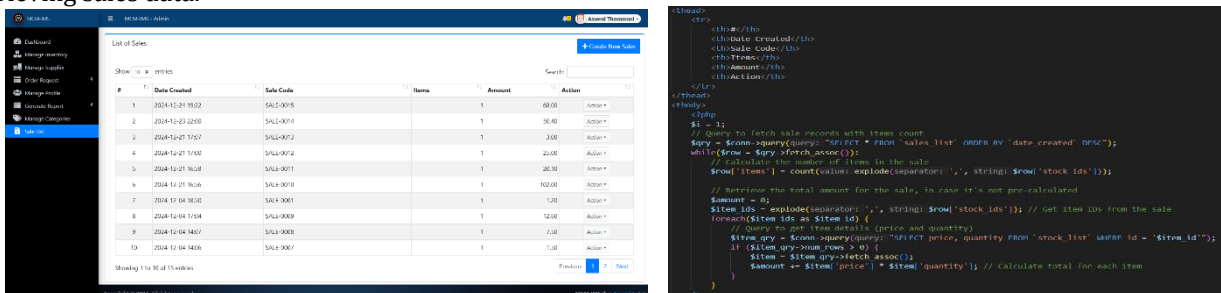 MCM-IMS
MCM-IMS - Admin
Dashboard
Manage Inventory
Manage Supplier
Order Request
Manage Profile
Generate Report
Manage Categories
Sale List
List of Sales
+ Create New Sales
Show 10 entries
Search:
# Date Created Sale Code Items Amount Action
1 2024-12-24 19:22 SALE-0015 1 68.00 Action
2 2024-12-23 22:00 SALE-0014 1 50.40 Action
3 2024-12-21 17:07 SALE-0013 1 3.00 Action
4 2024-12-21 17:00 SALE-0012 1 25.00 Action
5 2024-12-21 16:58 SALE-0011 1 20.10 Action
6 2024-12-21 16:56 SALE-0010 1 102.00 Action
7 2024-12-04 18:50 SALE-0001 1 1.20 Action
8 2024-12-04 17:04 SALE-0009 1 12.60 Action
9 2024-12-04 14:07 SALE-0008 1 7.50 Action
10 2024-12-04 14:06 SALE-0007 1 1.50 Action
Showing 1 to 10 of 15 entries
Previous 1 2 Next
<thead>
<tr>
<th>#</th>
<th>Date Created</th>
<th>Sale Code</th>
<th>Items</th>
<th>Amount</th>
<th>Action</th>
</tr>
</thead>
<tbody>
<?php
$i = 1;
// Query to fetch sale records with items count
$qry = $conn->query(query: "SELECT * FROM `sales_list` ORDER BY `date_created` DESC");
while($row = $qry->fetch_assoc()):
// Calculate the number of items in the sale
$row['items'] = count(value: explode(separator: ',', string: $row['stock_ids']));
// Retrieve the total amount for the sale, in case it's not pre-calculated
$amount = 0;
$item_ids = explode(separator: ',', string: $row['stock_ids']); // Get item IDs from the sale
foreach($item_ids as $item_id) {
// Query to get item details (price and quantity)
$item_qry = $conn->query(query: "SELECT price, quantity FROM `stock_list` WHERE id = '$item_id'");
if ($item_qry->num_rows > 0) {
$item = $item_qry->fetch_assoc();
$amount += $item['price'] * $item['quantity']; // Calculate total for each item
}
}